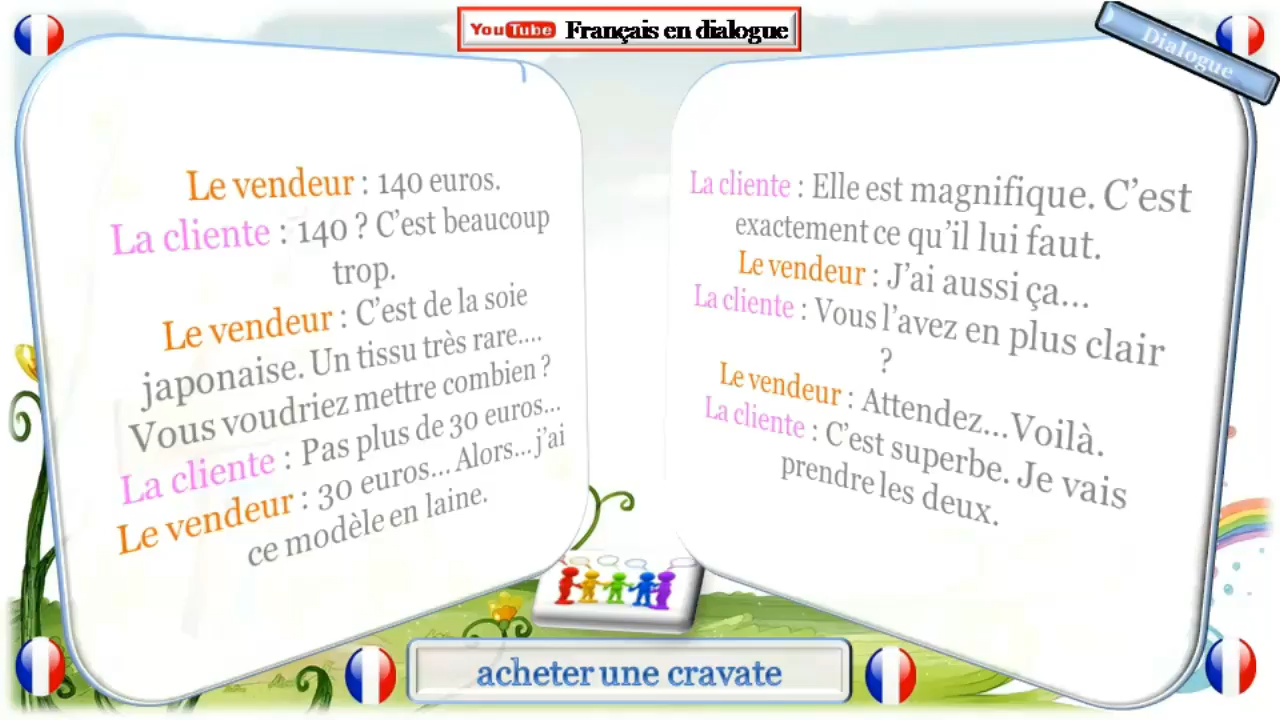 YouTube Français en dialogue
Dialogue
Le vendeur : 140 euros.
La cliente : 140 ? C'est beaucoup
trop.
Le vendeur : C'est de la soie
japonaise. Un tissu très rare....
Vous voudriez mettre combien ?
La cliente : Pas plus de 30 euros...
Le vendeur : 30 euros... Alors...j'ai
ce modèle en laine.
La cliente : Elle est magnifique. C'est
exactement ce qu'il lui faut.
Le vendeur : J'ai aussi ça...
La cliente : Vous l'avez en plus clair
?
Le vendeur : Attendez...Voilà.
La cliente : C'est superbe. Je vais
prendre les deux.
acheter une cravate